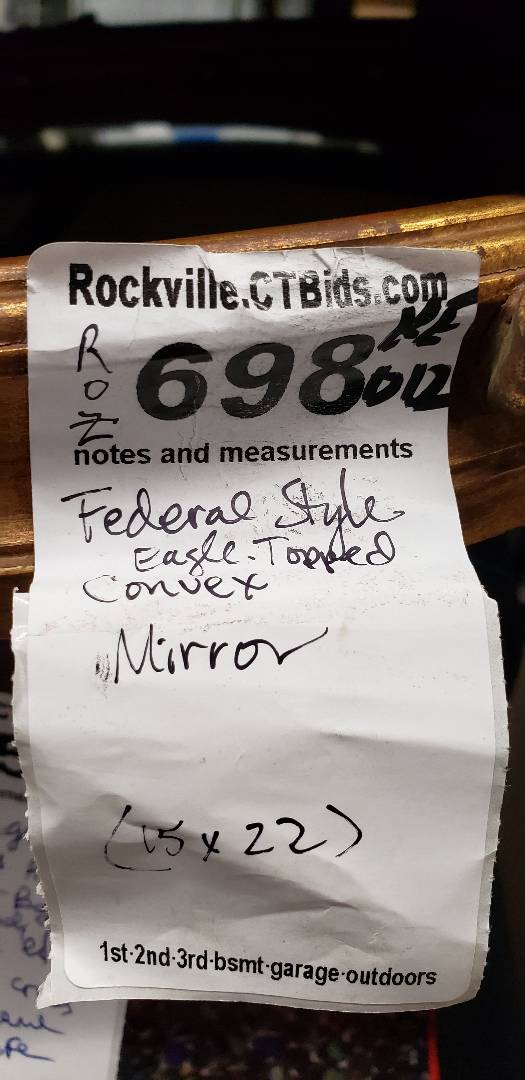 Rockville.CTBids.com
ROZ
698
012
notes and measurements
Federal Style
Eagle-Topped
Convex
Mirror
(15 x 22)
1st·2nd·3rd·bsmt·garage·outdoors